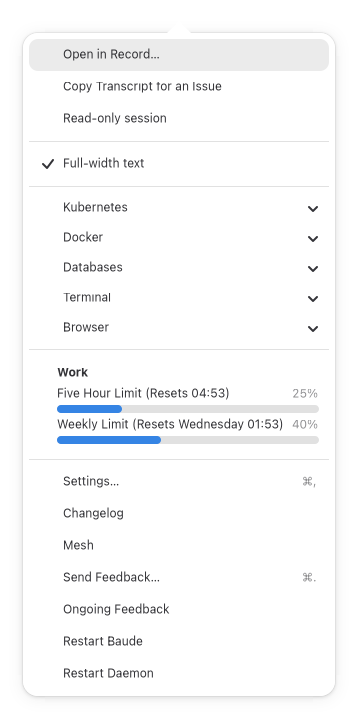 Open in Record...
Copy Transcript for an Issue
Read-only session
Full-width text
Kubernetes
Docker
Databases
Terminal
Browser
Work
Five Hour Limit (Resets 04:53) 25%
Weekly Limit (Resets Wednesday 01:53) 40%
Settings... ⌘,
Changelog
Mesh
Send Feedback... ⌘.
Ongoing Feedback
Restart Baude
Restart Daemon